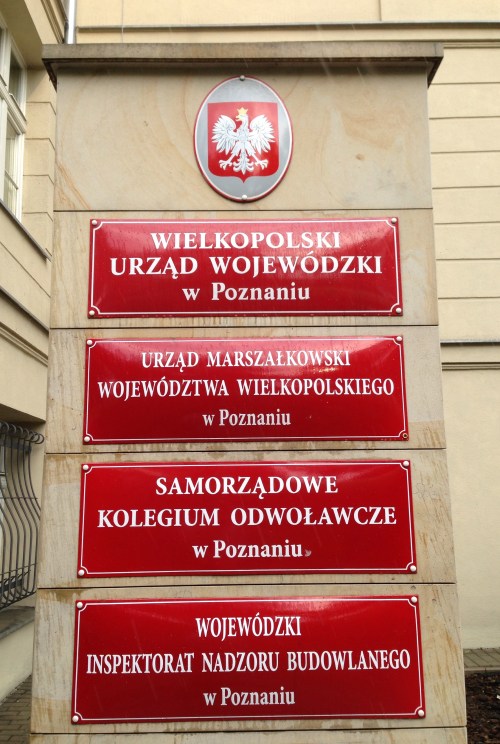 WIELKOPOLSKI
URZĄD WOJEWÓDZKI
w Poznaniu
URZĄD MARSZAŁKOWSKI
WOJEWÓDZTWA WIELKOPOLSKIEGO
w Poznaniu
SAMORZĄDOWE
KOLEGIUM ODWOŁAWCZE
w Poznaniu
WOJEWÓDZKI
INSPEKTORAT NADZORU BUDOWLANEGO
w Poznaniu